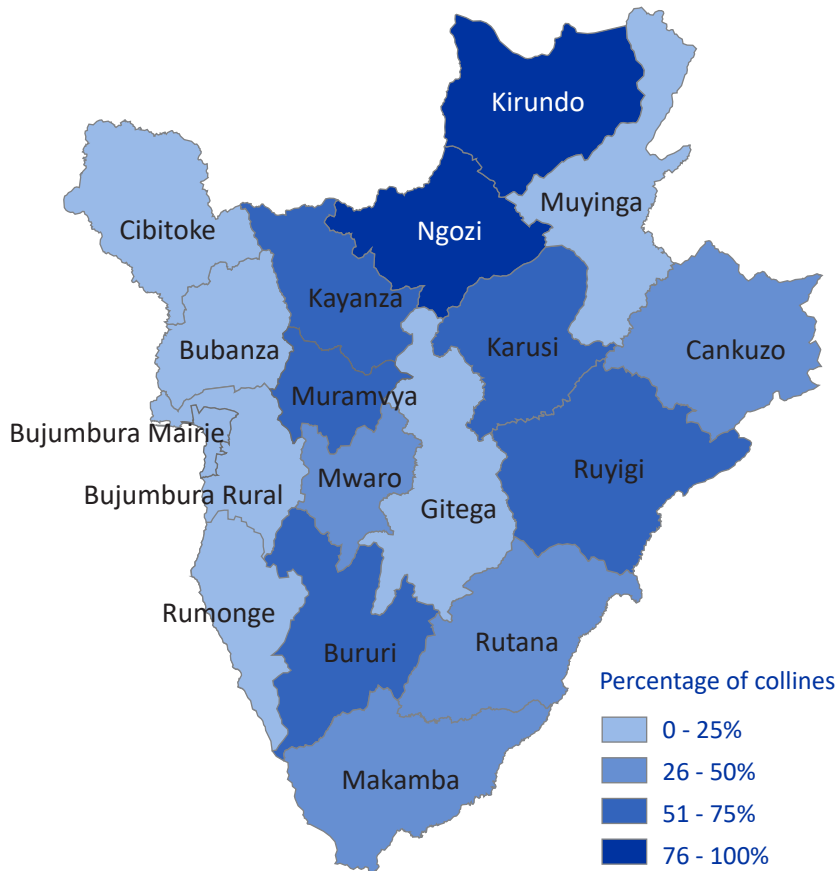 Kirundo
Muyinga
Cibitoke
Ngozi
Kayanza
Bubanza
Karusi
Cankuzo
Muramvya
Bujumbura Mairie
Mwaro
Ruyigi
Bujumbura Rural
Gitega
Rumonge
Bururi
Rutana
Makamba
Percentage of collines
0 - 25%
26 - 50%
51 - 75%
76 - 100%